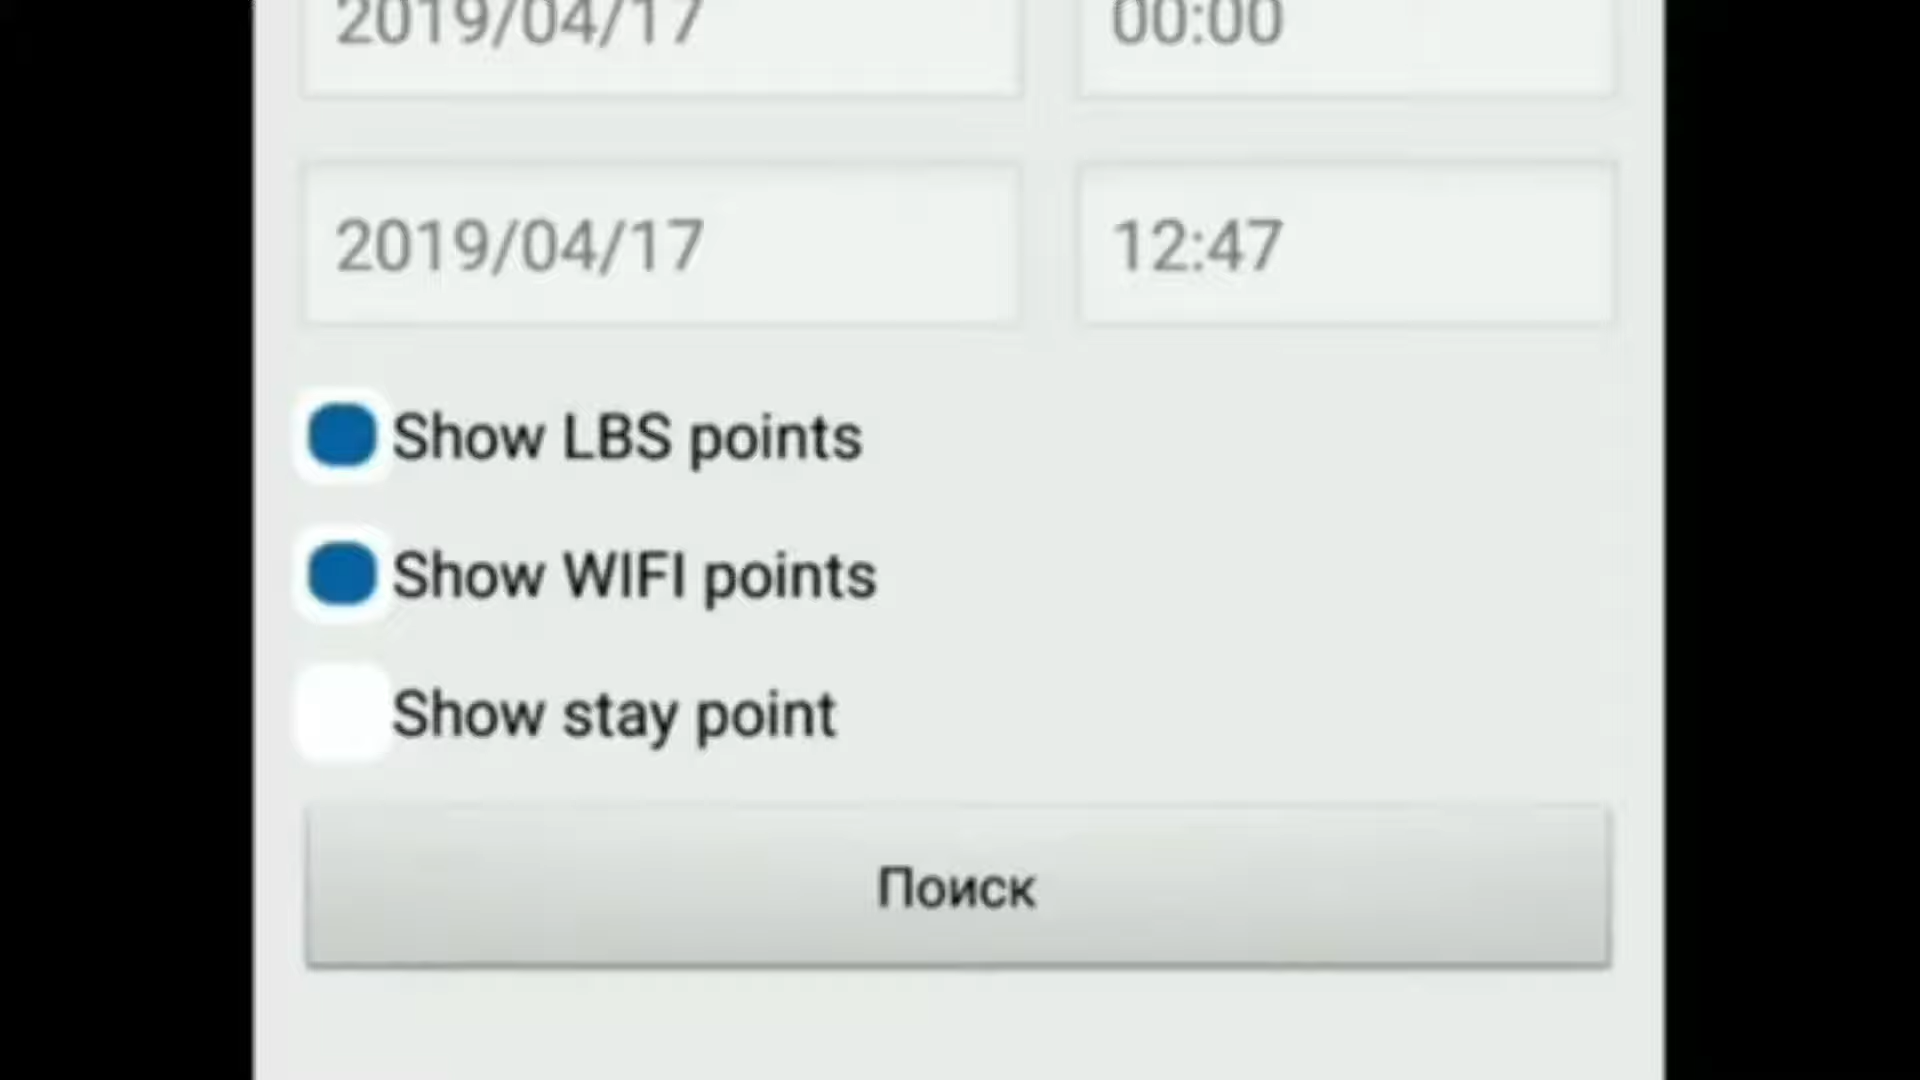 2019/04/17 00:00
2019/04/17 12:47
Show LBS points
Show WIFI points
Show stay point
Поиск